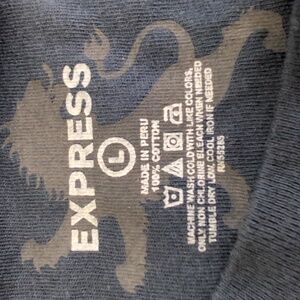 EXPRESS
L
MADE IN PERU
100% COTTON
MACHINE WASH COLD WITH LIKE COLORS,
ONLY NON CHLORINE BLEACH WHEN NEEDED
TUMBLE DRY LOW, COOL IRON IF NEEDED